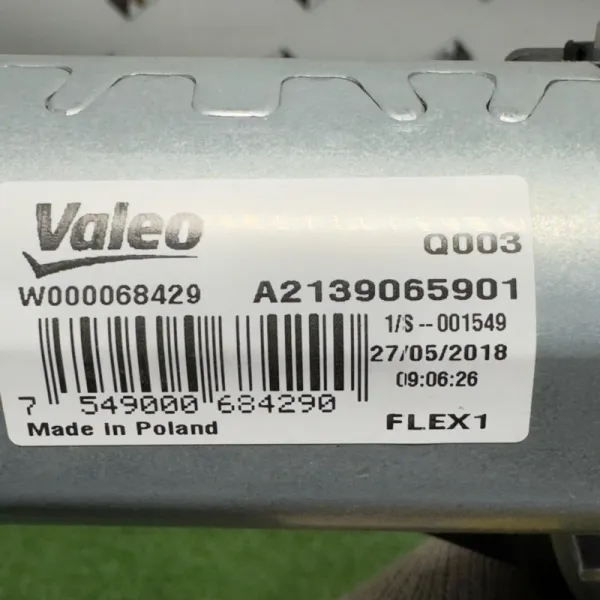 Valeo
Q003
W000068429 A2139065901
1/S--001549
27/05/2018
09:06:26
7 549000 684290
Made in Poland
FLEX1